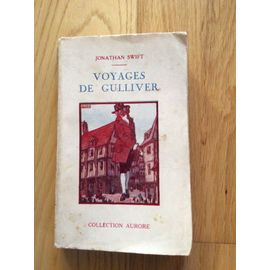 JONATHAN SWIFT
VOYAGES
DE GULLIVER
COLLECTION AURORE